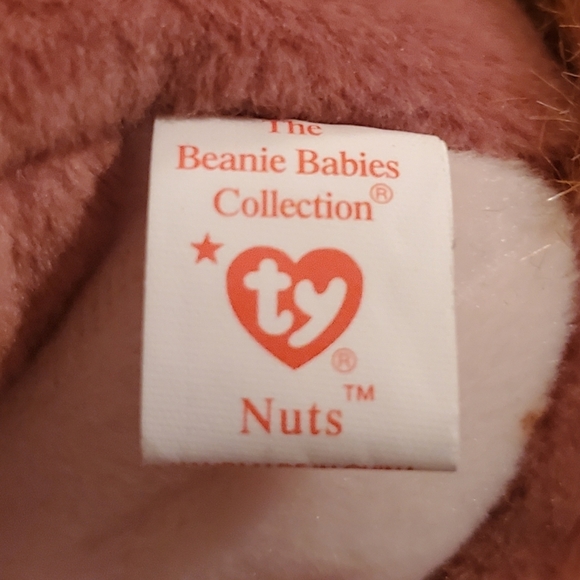 The
Beanie Babies
Collection®
ty®
Nuts™